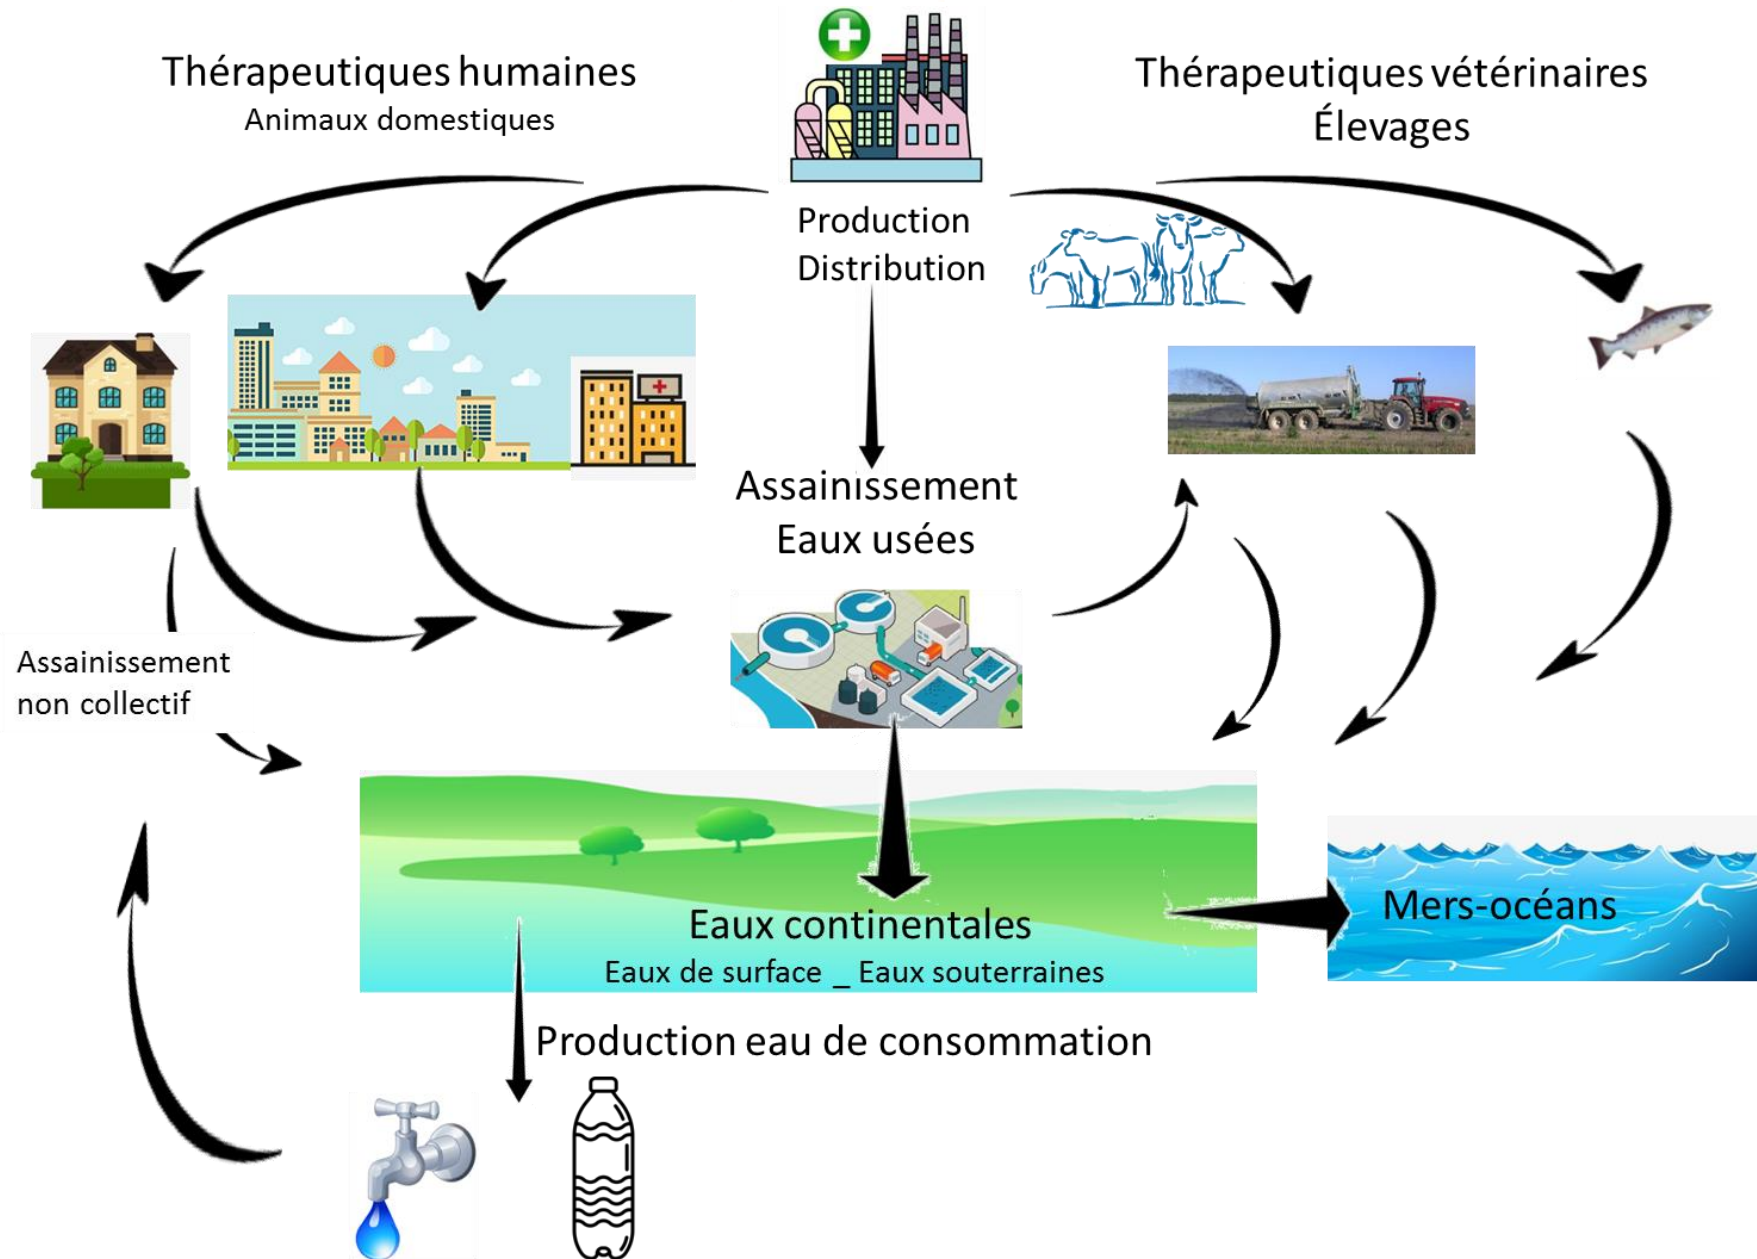 Thérapeutiques humaines
Animaux domestiques
Thérapeutiques vétérinaires
Élevages
Production
Distribution
Assainissement
Eaux usées
Assainissement
non collectif
Eaux continentales
Eaux de surface _ Eaux souterraines
Mers-océans
Production eau de consommation